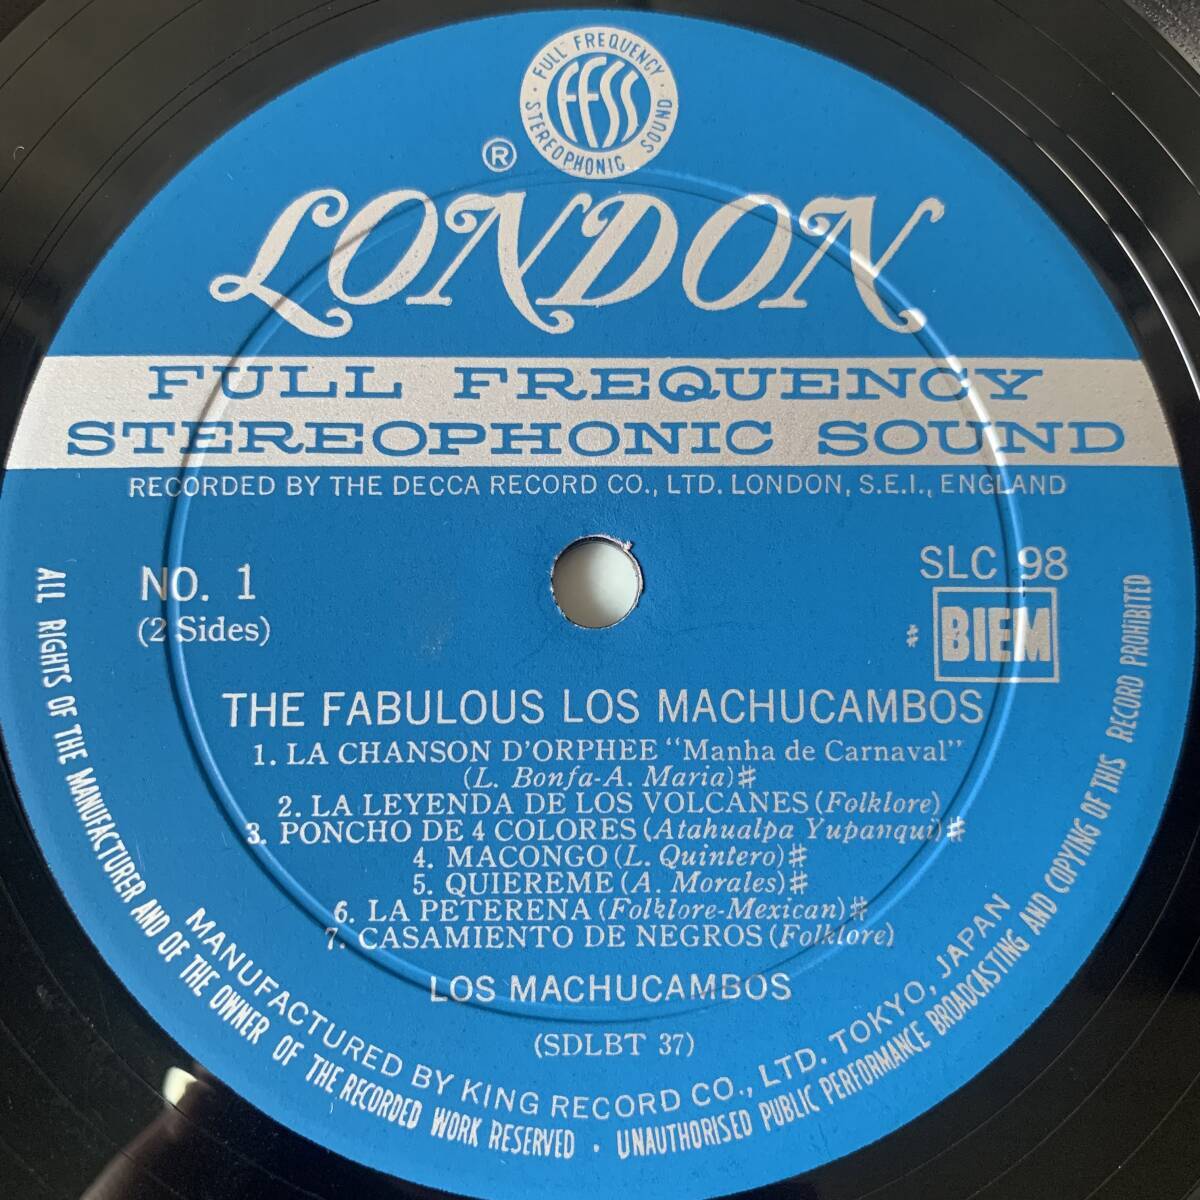 FULL FREQUENCY
FFSS
STEREOPHONIC SOUND
®
LONDON
FULL FREQUENCY
STEREOPHONIC SOUND
RECORDED BY THE DECCA RECORD CO., LTD. LONDON, S.E.I., ENGLAND
NO. 1
(2 Sides)
SLC 98
# BIEM
THE FABULOUS LOS MACHUCAMBOS
1. LA CHANSON D'ORPHEE "Manha de Carnaval"
(L. Bonfa-A. Maria)#
2. LA LEYENDA DE LOS VOLCANES (Folklore)
3. PONCHO DE 4 COLORES (Atahualpa Yupanqui)#
4. MACONGO (L. Quintero)#
5. QUIEREME (A. Morales)#
6. LA PETERENA (Folklore-Mexican)#
7. CASAMIENTO DE NEGROS (Folklore)
LOS MACHUCAMBOS
(SDLBT 37)
MANUFACTURED BY KING RECORD CO., LTD. TOKYO, JAPAN
ALL RIGHTS OF THE MANUFACTURER AND OF THE OWNER OF THE RECORDED WORK RESERVED · UNAUTHORISED PUBLIC PERFORMANCE BROADCASTING AND COPYING OF THIS RECORD PROHIBITED